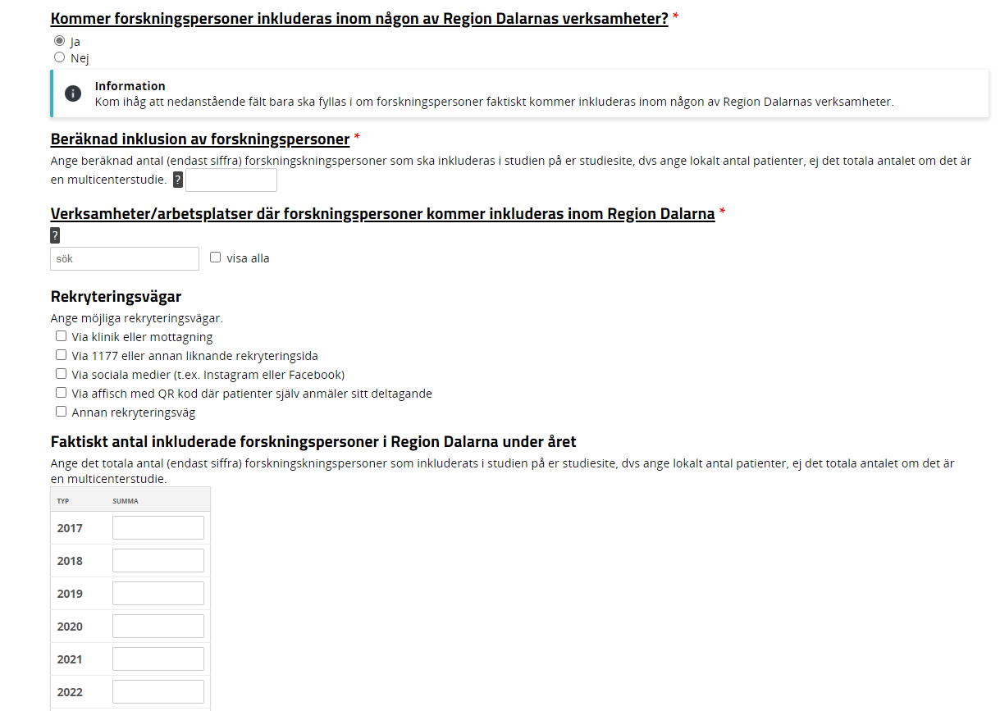 Kommer forskningspersoner inkluderas inom någon av Region Dalarnas verksamheter? *
Ja
Nej
Information
Kom ihåg att nedanstående fält bara ska fyllas i om forskningspersoner faktiskt kommer inkluderas inom någon av Region Dalarnas verksamheter.
Beräknad inklusion av forskningspersoner *
Ange beräknad antal (endast siffra) forskningskningspersoner som ska inkluderas i studien på er studiesite, dvs ange lokalt antal patienter, ej det totala antalet om det är
en multicenterstudie. ?
Verksamheter/arbetsplatser där forskningspersoner kommer inkluderas inom Region Dalarna *
?
sök visa alla
Rekryteringsvägar
Ange möjliga rekryteringsvägar.
Via klinik eller mottagning
Via 1177 eller annan liknande rekryteringsida
Via sociala medier (t.ex. Instagram eller Facebook)
Via affisch med QR kod där patienter själv anmäler sitt deltagande
Annan rekryteringsväg
Faktiskt antal inkluderade forskningspersoner i Region Dalarna under året
Ange det totala antal (endast siffra) forskningskningspersoner som inkluderats i studien på er studiesite, dvs ange lokalt antal patienter, ej det totala antalet om det är
en multicenterstudie.
TYP SUMMA
2017
2018
2019
2020
2021
2022